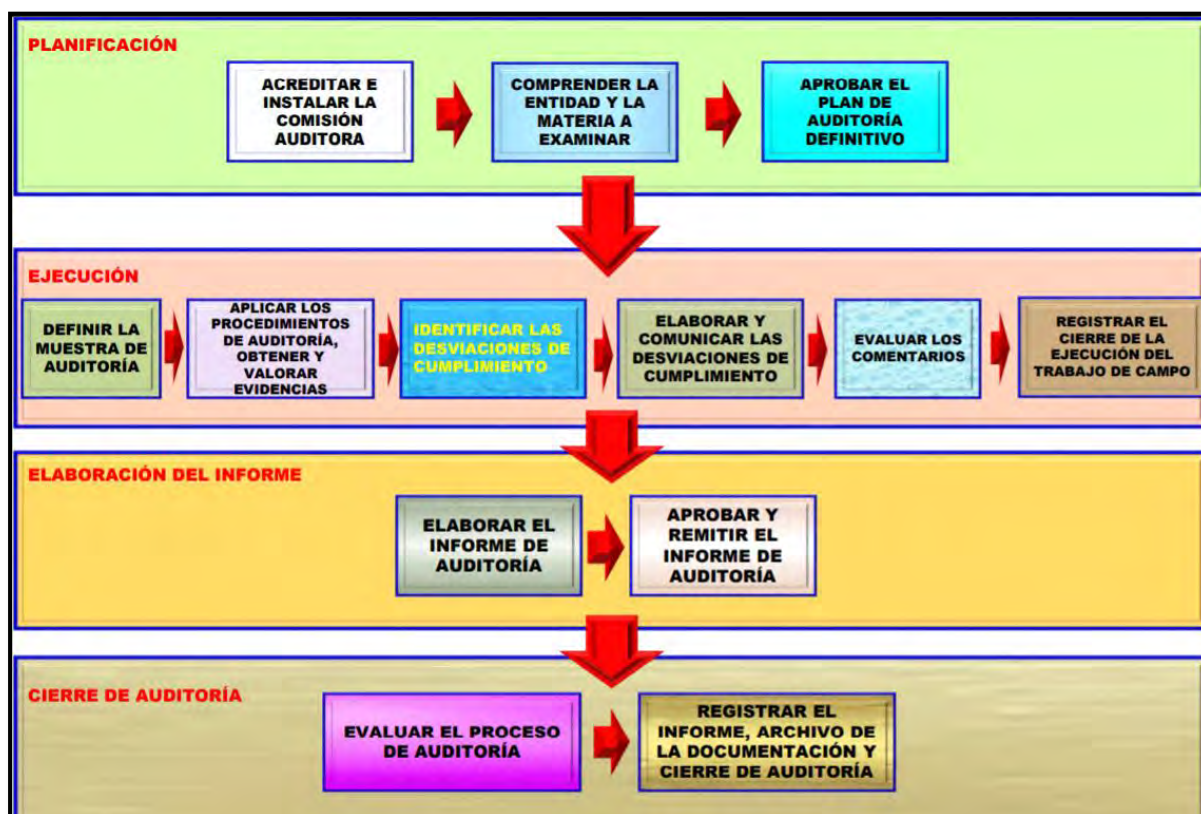 PLANIFICACIÓN
ACREDITAR E
INSTALAR LA
COMISIÓN
AUDITORA
COMPRENDER LA
ENTIDAD Y LA
MATERIA A
EXAMINAR
APROBAR EL
PLAN DE
AUDITORÍA
DEFINITIVO
EJECUCIÓN
DEFINIR LA
MUESTRA DE
AUDITORÍA
APLICAR LOS
PROCEDIMIENTOS
DE AUDITORÍA,
OBTENER Y
VALORAR
EVIDENCIAS
IDENTIFICAR LAS
DESVIACIONES DE
CUMPLIMIENTO
ELABORAR Y
COMUNICAR LAS
DESVIACIONES DE
CUMPLIMIENTO
EVALUAR LOS
COMENTARIOS
REGISTRAR EL
CIERRE DE LA
EJECUCIÓN DEL
TRABAJO DE CAMPO
ELABORACIÓN DEL INFORME
ELABORAR EL
INFORME DE
AUDITORÍA
APROBAR Y
REMITIR EL
INFORME DE
AUDITORÍA
CIERRE DE AUDITORÍA
EVALUAR EL PROCESO
DE AUDITORÍA
REGISTRAR EL
INFORME, ARCHIVO DE
LA DOCUMENTACIÓN Y
CIERRE DE AUDITORÍA